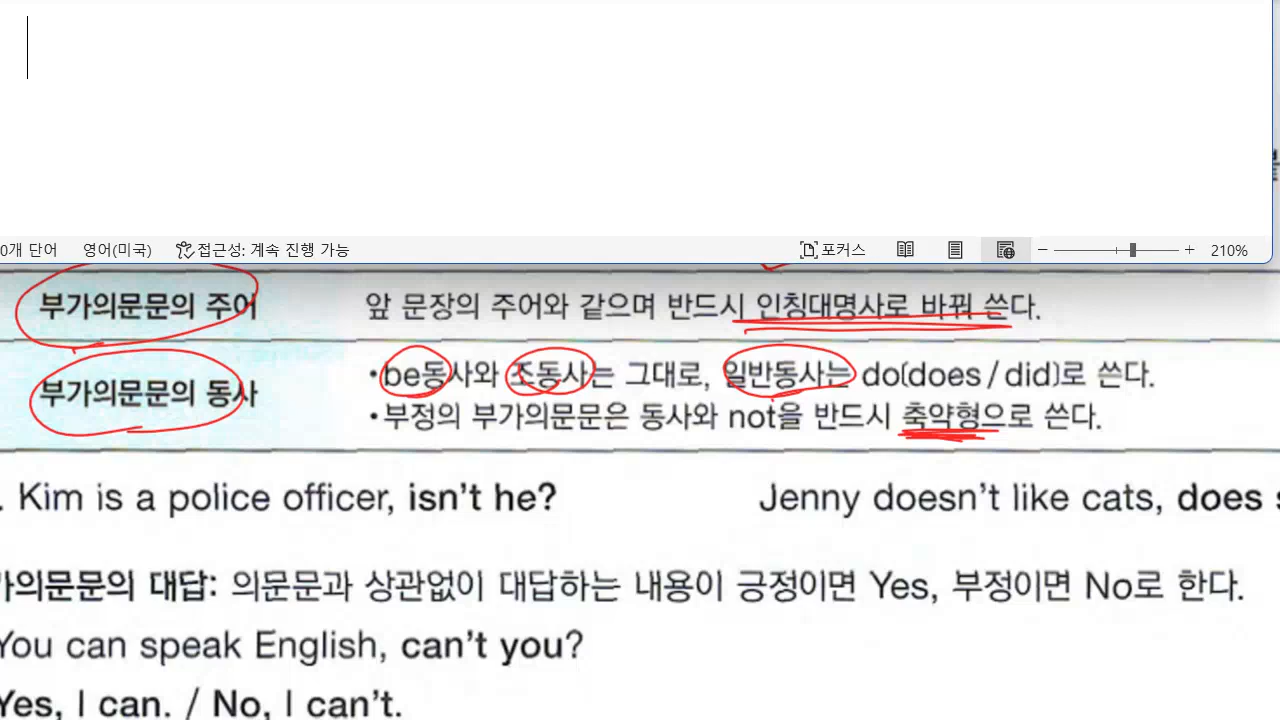 0개 단어 영어(미국) 접근성: 계속 진행 가능 포커스 210%
부가의문문의 주어 앞 문장의 주어와 같으며 반드시 인칭대명사로 바꿔 쓴다.
부가의문문의 동사
•be동사와 조동사는 그대로, 일반동사는 do(does / did)로 쓴다.
•부정의 부가의문문은 동사와 not을 반드시 축약형으로 쓴다.
. Kim is a police officer, isn't he? Jenny doesn't like cats, does s
가의문문의 대답: 의문문과 상관없이 대답하는 내용이 긍정이면 Yes, 부정이면 No로 한다.
You can speak English, can't you?
Yes, I can. / No, I can't.